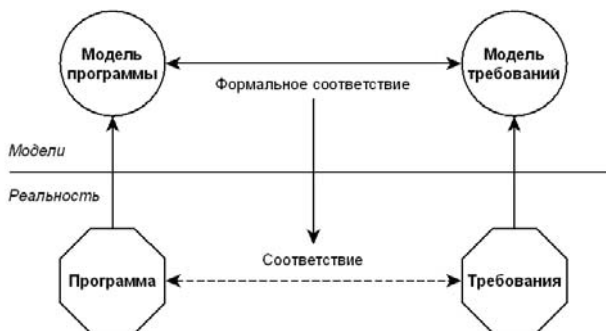 Модель
программы
Модель
требований
Формальное соответствие
Модели
Реальность
Соответствие
Программа
Требования